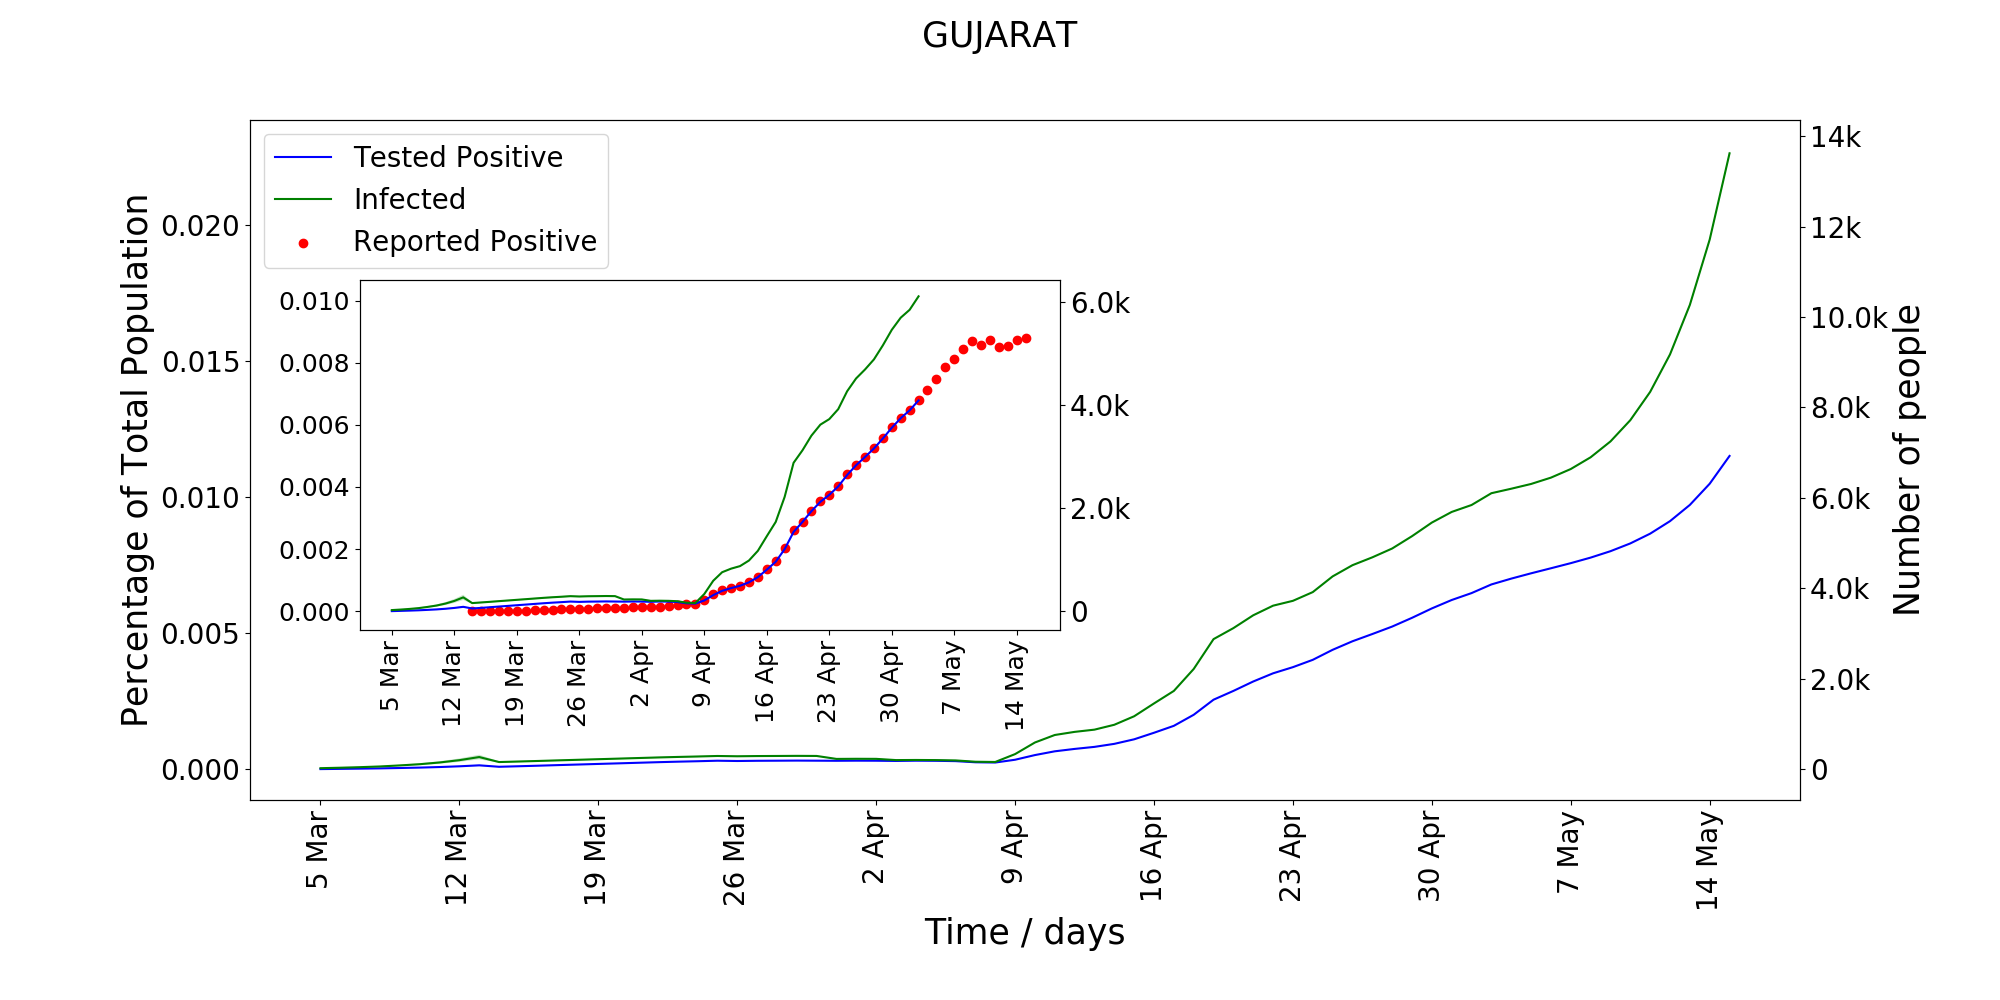 GUJARAT
Tested Positive
Infected
Reported Positive
Percentage of Total Population
0.020
0.015
0.010
0.005
0.000
14k
12k
10.0k
8.0k
6.0k
4.0k
2.0k
0
Number of people
0.010
0.008
0.006
0.004
0.002
0.000
6.0k
4.0k
2.0k
0
5 Mar
12 Mar
19 Mar
26 Mar
2 Apr
9 Apr
16 Apr
23 Apr
30 Apr
7 May
14 May
5 Mar
12 Mar
19 Mar
26 Mar
2 Apr
9 Apr
16 Apr
23 Apr
30 Apr
7 May
14 May
Time / days